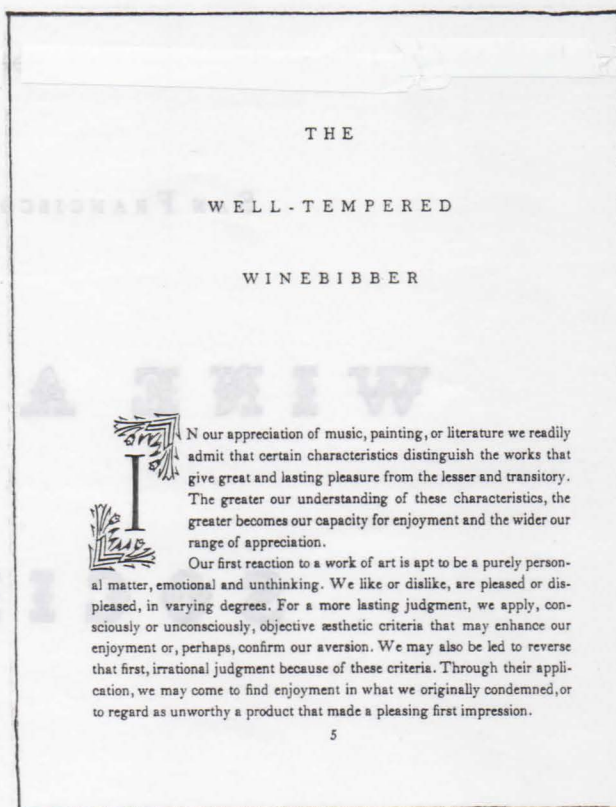 THE
WELL-TEMPERED
WINEBIBBER
IN our appreciation of music, painting, or literature we readily
admit that certain characteristics distinguish the works that
give great and lasting pleasure from the lesser and transitory.
The greater our understanding of these characteristics, the
greater becomes our capacity for enjoyment and the wider our
range of appreciation.
Our first reaction to a work of art is apt to be a purely person-
al matter, emotional and unthinking. We like or dislike, are pleased or dis-
pleased, in varying degrees. For a more lasting judgment, we apply, con-
sciously or unconsciously, objective æsthetic criteria that may enhance our
enjoyment or, perhaps, confirm our aversion. We may also be led to reverse
that first, irrational judgment because of these criteria. Through their appli-
cation, we may come to find enjoyment in what we originally condemned, or
to regard as unworthy a product that made a pleasing first impression.
5